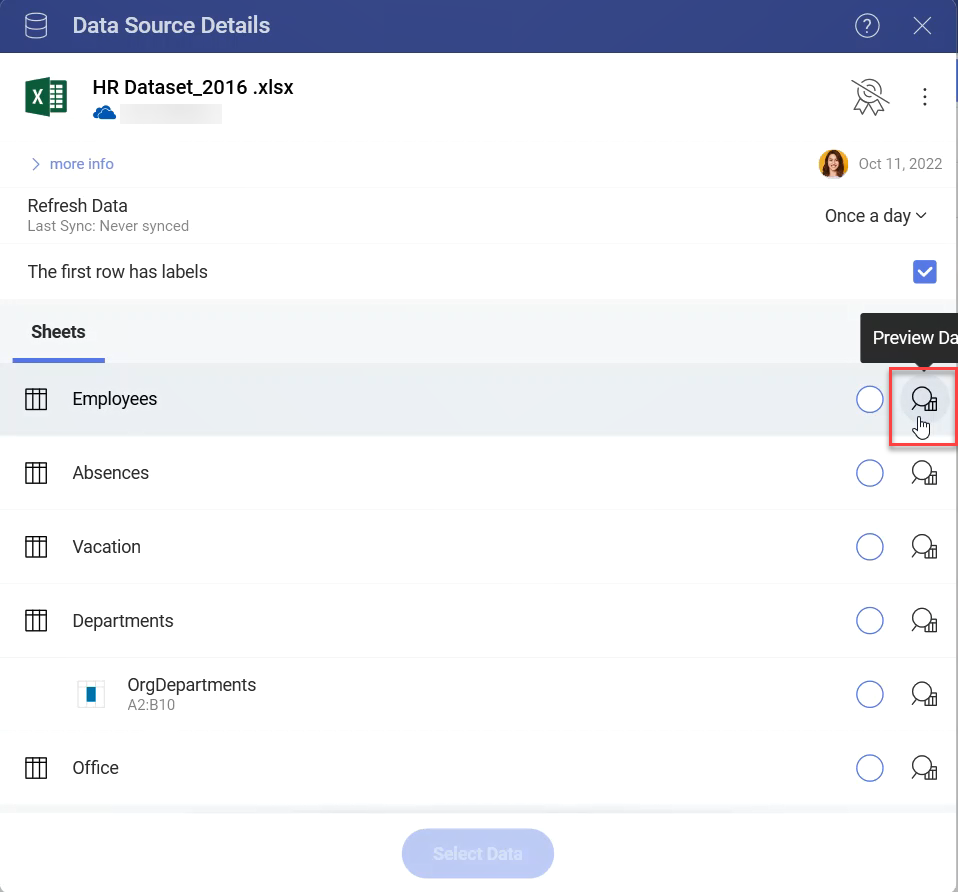 Data Source Details
?
X
HR Dataset_2016 .xlsx
more info
Oct 11, 2022
Refresh Data
Last Sync: Never synced
Once a day
The first row has labels
Sheets
Preview Da
Employees
Absences
Vacation
Departments
OrgDepartments
A2:B10
Office
Select Data